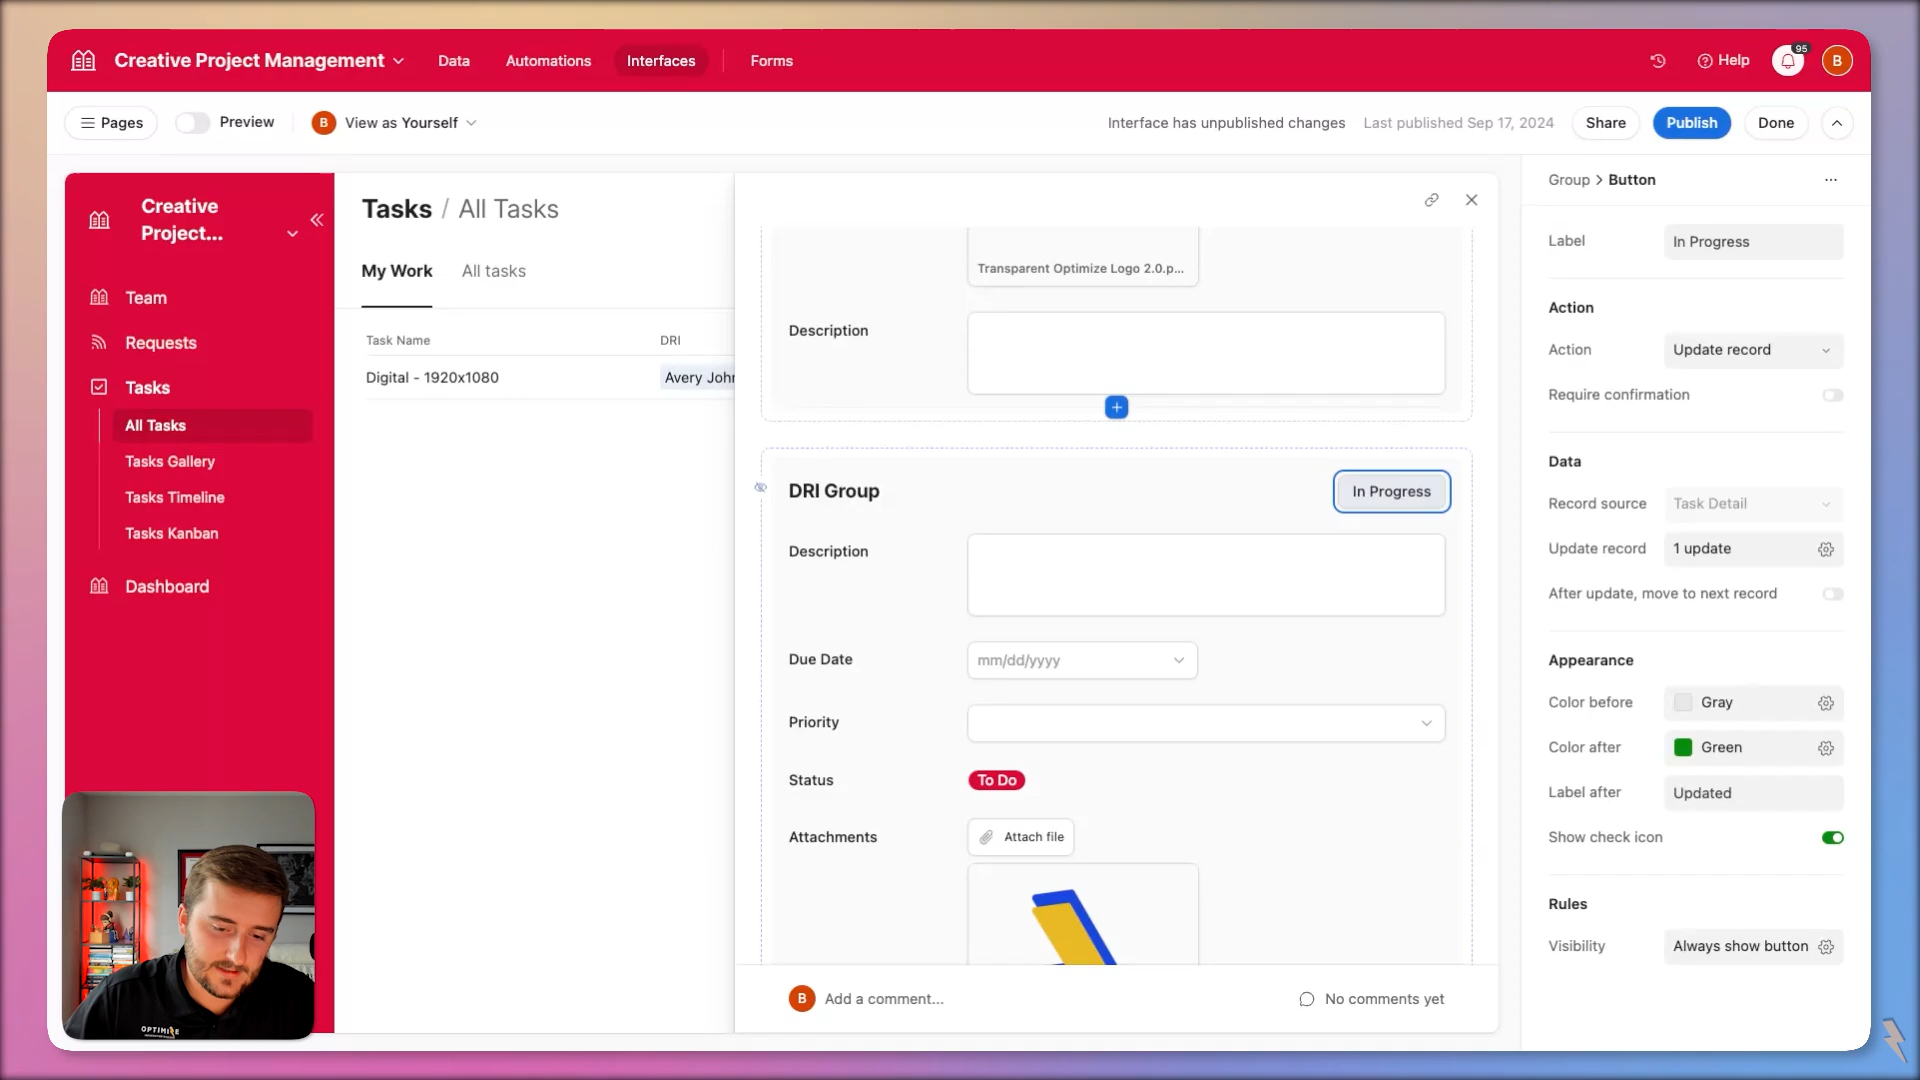 Creative Project Management
Data
Automations
Interfaces
Forms
Help
95
B
Pages
Preview
B
View as Yourself
Interface has unpublished changes
Last published Sep 17, 2024
Share
Publish
Done
Creative
Project...
Team
Requests
Tasks
All Tasks
Tasks Gallery
Tasks Timeline
Tasks Kanban
Dashboard
Tasks / All Tasks
My Work
All tasks
Task Name
DRI
Digital - 1920x1080
Avery John
Transparent Optimize Logo 2.0.p...
Description
DRI Group
In Progress
Description
Due Date
mm/dd/yyyy
Priority
Status
To Do
Attachments
Attach file
B
Add a comment...
No comments yet
Group > Button
Label
In Progress
Action
Action
Update record
Require confirmation
Data
Record source
Task Detail
Update record
1 update
After update, move to next record
Appearance
Color before
Gray
Color after
Green
Label after
Updated
Show check icon
Rules
Visibility
Always show button
OPTIMIZE